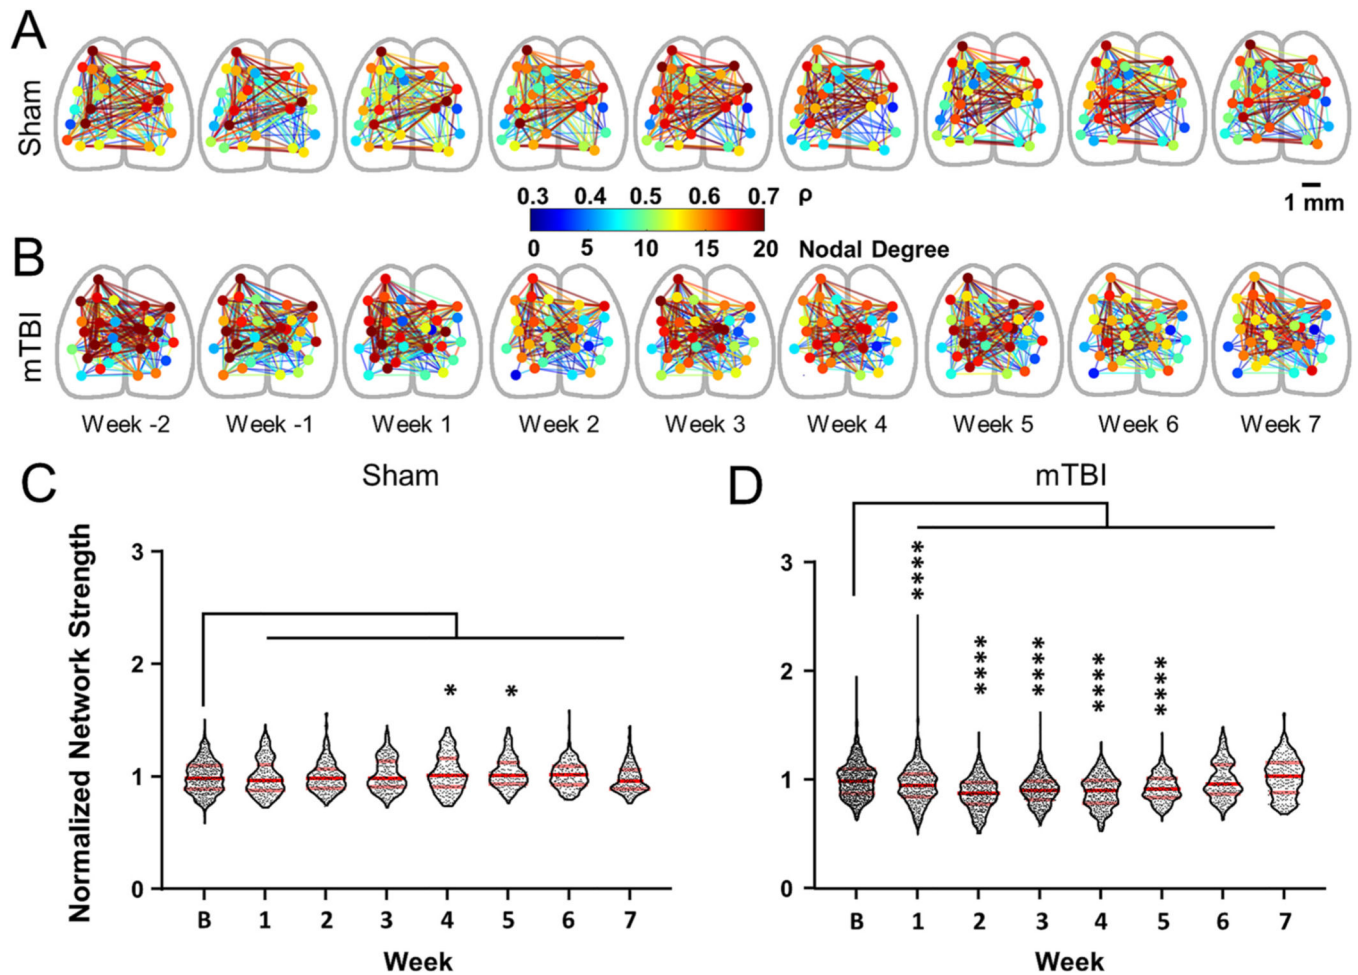 A
Sham
0.3 0.4 0.5 0.6 0.7 ρ
0 5 10 15 20 Nodal Degree
1 mm
B
mTBI
Week -2 Week -1 Week 1 Week 2 Week 3 Week 4 Week 5 Week 6 Week 7
C
Sham
Normalized Network Strength
3
2
1
0
* *
B 1 2 3 4 5 6 7
Week
D
mTBI
3
2
1
0
**** **** **** **** ****
B 1 2 3 4 5 6 7
Week